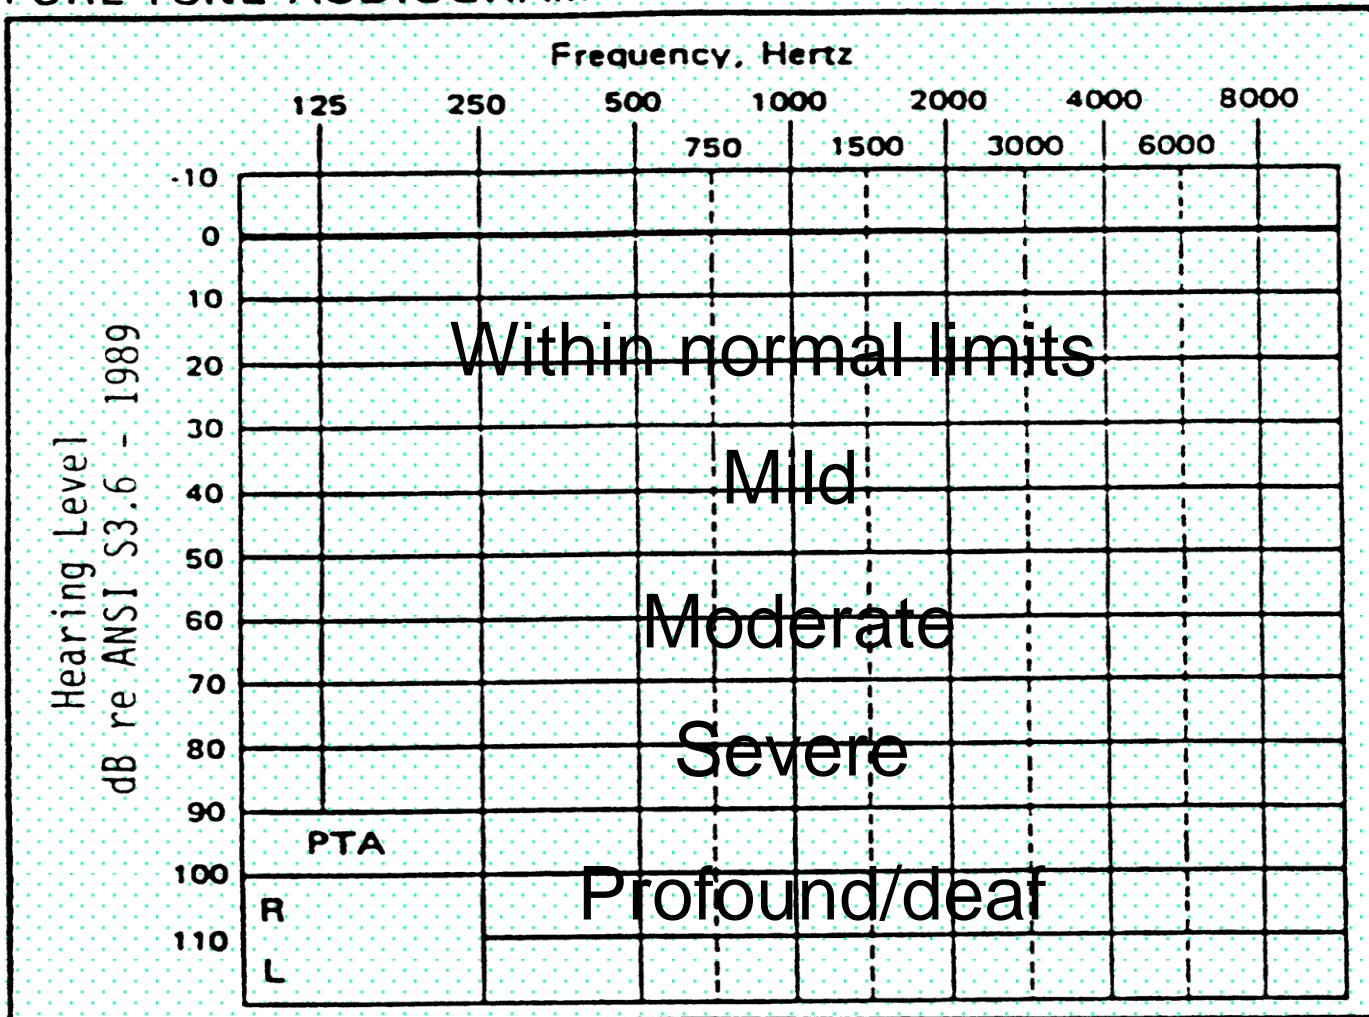 Frequency, Hertz
125 250 500 1000 2000 4000 8000
750 1500 3000 6000
-10
0
10
Within normal limits
20
30
Mild
40
50
Moderate
60
70
Severe
80
90
PTA
100
Profound/deaf
R
110
L
Hearing Level
dB re ANSI S3.6 - 1989